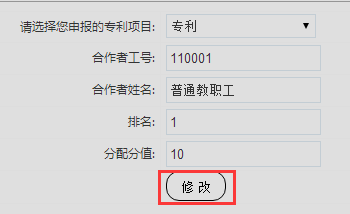 请选择您申报的专利项目: 专利
合作者工号: 110001
合作者姓名: 普通教职工
排名: 1
分配分值: 10
修 改